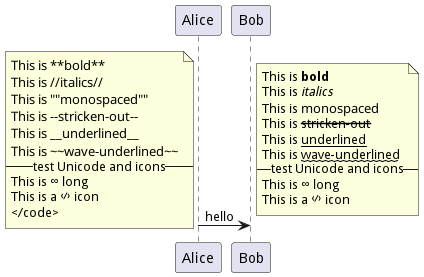 Alice
Bob
This is **bold**
This is //italics//
This is ""monospaced""
This is --stricken-out--
This is __underlined__
This is ~~wave-underlined~~
test Unicode and icons
This is ∞ long
This is a </> icon
</code>
This is bold
This is italics
This is monospaced
This is stricken-out
This is underlined
This is wave-underlined
test Unicode and icons
This is ∞ long
This is a </> icon
hello
Alice
Bob